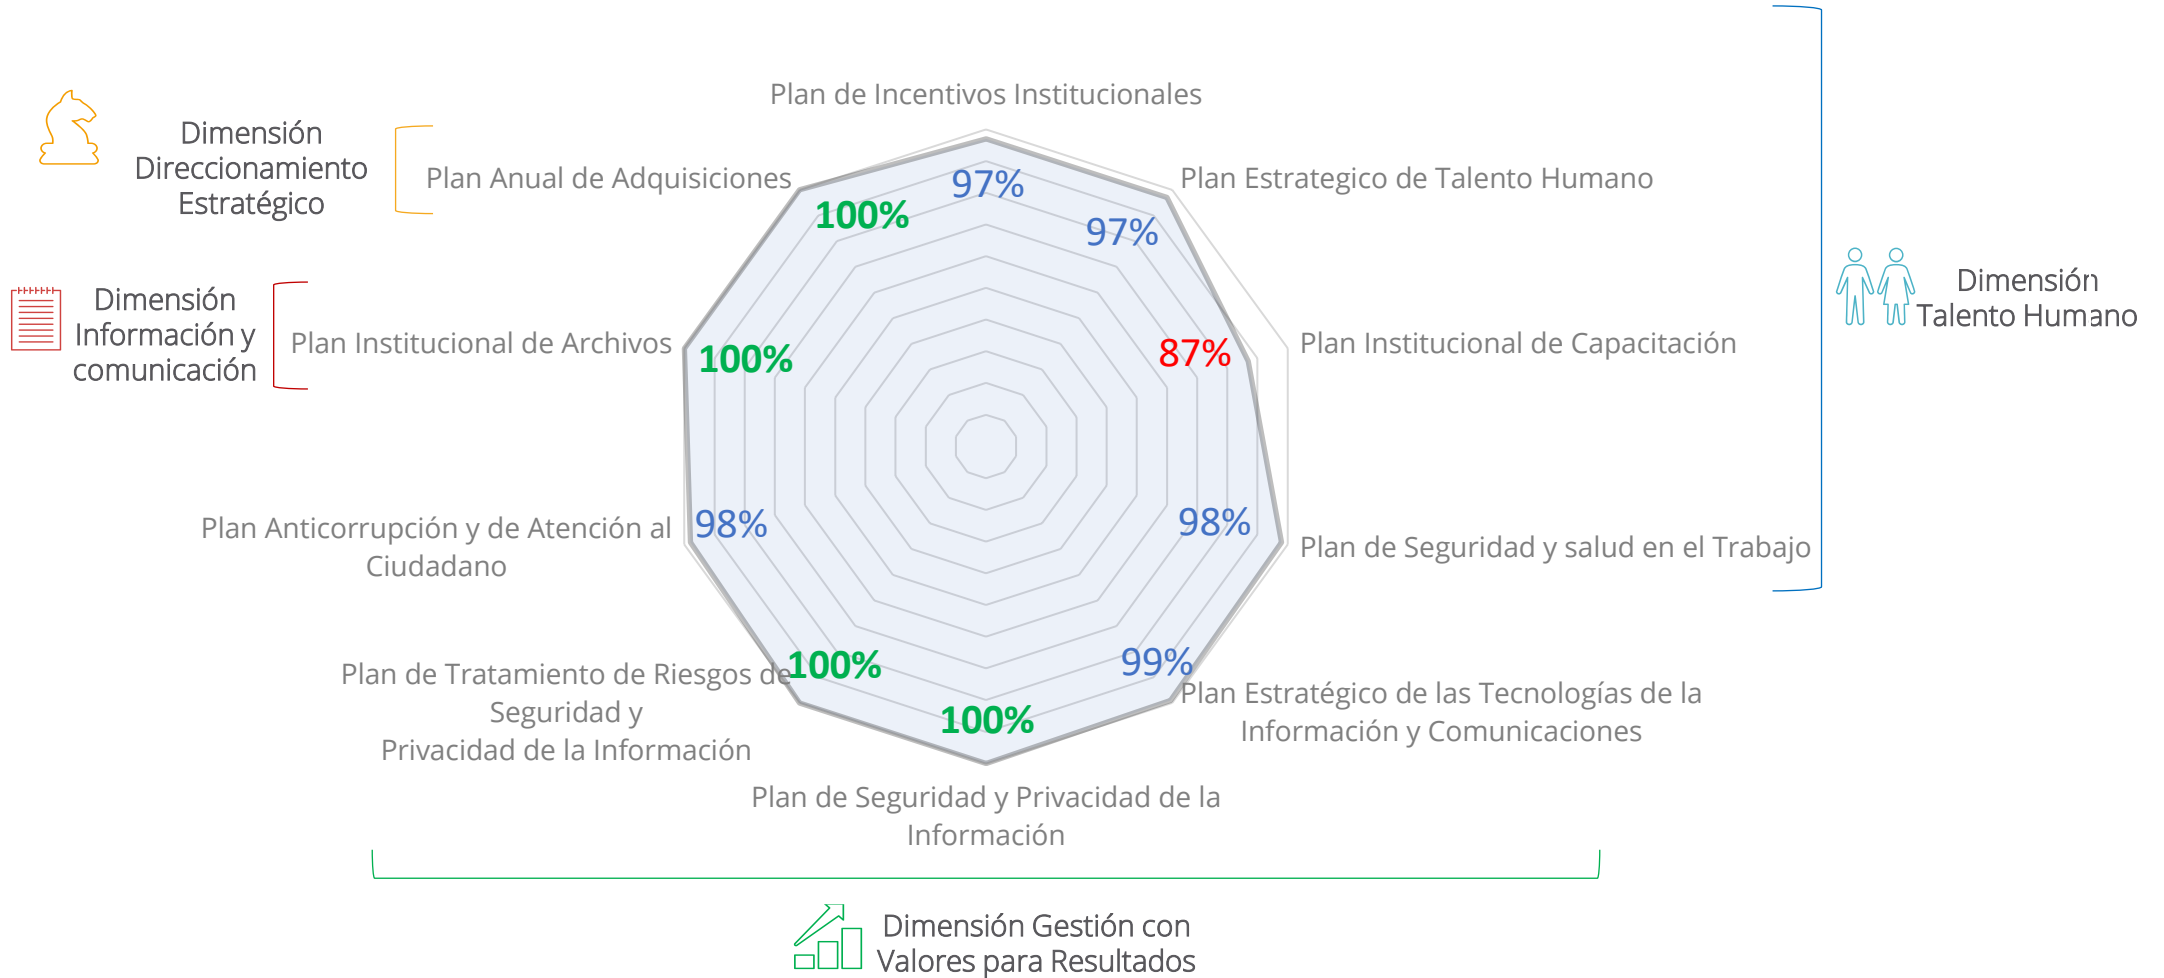 Plan de Incentivos Institucionales
Dimensión
Direccionamiento
Estratégico
Plan Anual de Adquisiciones
97%
Plan Estrategico de Talento Humano
100%
97%
Dimensión
Talento Humano
Dimensión
Información y
comunicación
Plan Institucional de Archivos
100%
87%
Plan Institucional de Capacitación
Plan Anticorrupción y de Atención al
Ciudadano
98%
98%
Plan de Seguridad y salud en el Trabajo
Plan de Tratamiento de Riesgos de
Seguridad y
Privacidad de la Información
100%
99%
Plan Estratégico de las Tecnologías de la
Información y Comunicaciones
100%
Plan de Seguridad y Privacidad de la
Información
Dimensión Gestión con
Valores para Resultados